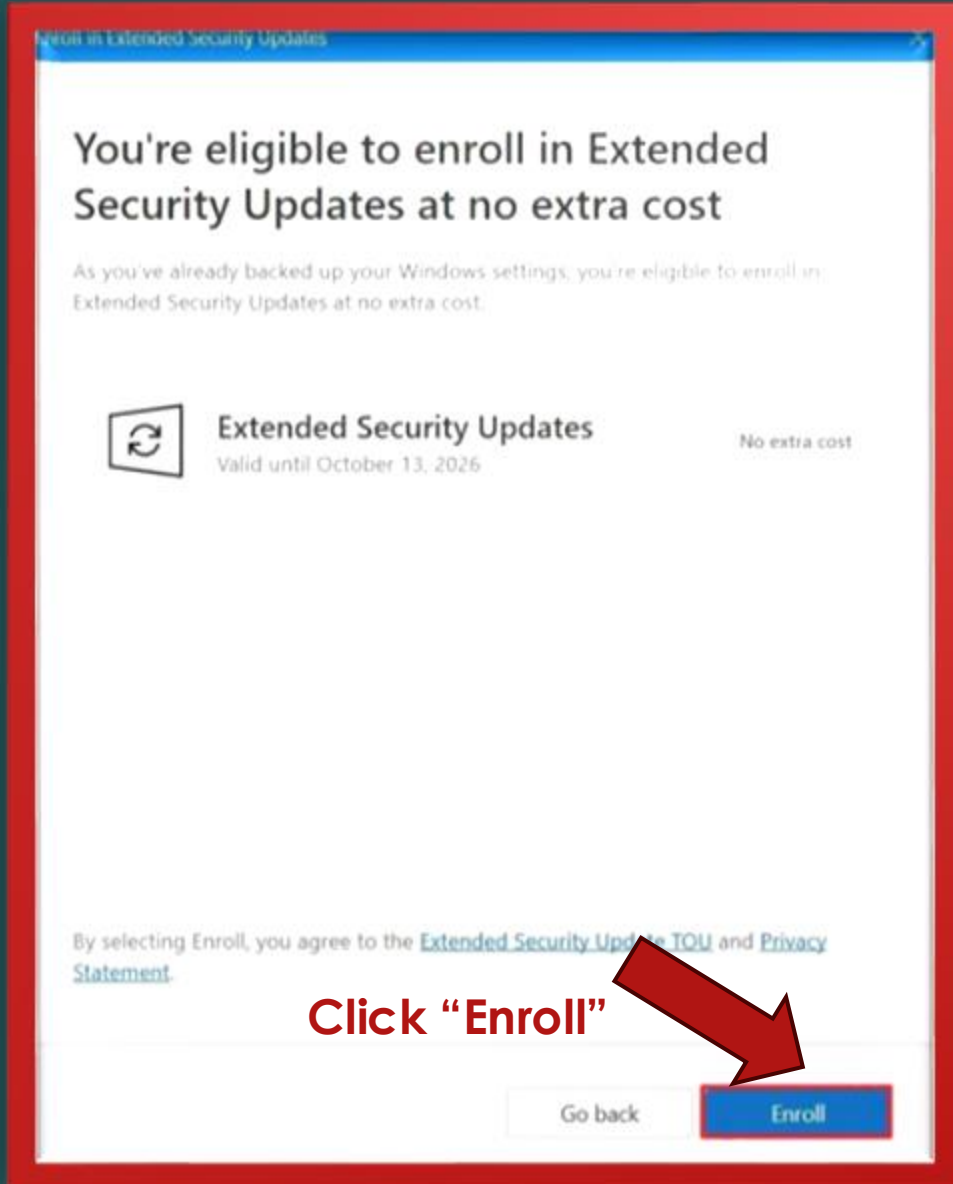 Enroll in Extended Security Updates
You're eligible to enroll in Extended
Security Updates at no extra cost
As you've already backed up your Windows settings, you're eligible to enroll in
Extended Security Updates at no extra cost.
Extended Security Updates
No extra cost
Valid until October 13, 2026
By selecting Enroll, you agree to the Extended Security Update TOU and Privacy
Statement.
Click “Enroll”
Go back
Enroll